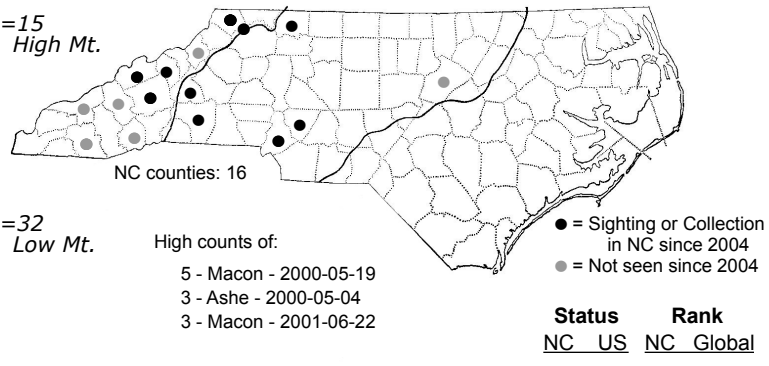 =15
High Mt.
NC counties: 16
=32
Low Mt.
High counts of:
5 - Macon - 2000-05-19
3 - Ashe - 2000-05-04
3 - Macon - 2001-06-22
● = Sighting or Collection
in NC since 2004
● = Not seen since 2004
Status Rank
NC US NC Global